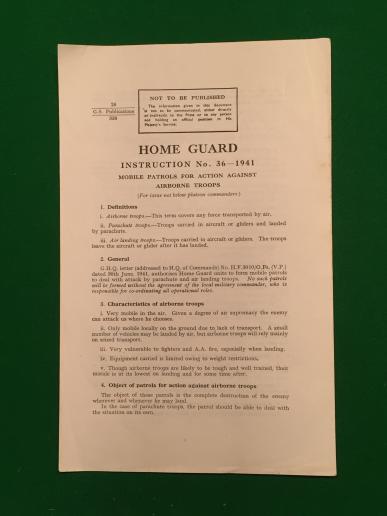 NOT TO BE PUBLISHED
The information given in this document
is not to be communicated, either directly
or indirectly, to the Press or to any person
not holding an official position in His
Majesty's Service.
26
G.S. Publications
HOME GUARD
INSTRUCTION No. 36—1941
MOBILE PATROLS FOR ACTION AGAINST
AIRBORNE TROOPS
(For issue not below platoon commanders.)
1. Definitions
i. Airborne troops.—This term covers any force transported by air.
ii. Parachute troops.—Troops carried in aircraft or gliders and landed
by parachute.
iii. Air landing troops.—Troops carried in aircraft or gliders. The troops
leave the aircraft or glider after it has landed.
2. General
G.H.Q. letter (addressed to H.Q. of Commands) No.
dated 30th June, 1941, authorises Home Guard units to form mobile patrols
to deal with attack by parachute and air landing troops. No such patrols
will be formed without the agreement of the local military commander, who is
responsible for co-ordinating all operational roles.
3. Characteristics of airborne troops
i. Very mobile in the air. Given a degree of air supremacy the enemy
can attack us where he chooses.
ii. Only mobile locally on the ground due to lack of transport. A small
number of vehicles may be landed by air, but airborne troops will rely mainly
on seized transport.
iii. Very vulnerable to fighters and A.A. fire, especially when landing.
iv. Equipment carried is limited owing to weight restrictions.
v. Though airborne troops are likely to be tough and well trained, their
morale is at its lowest on landing and for some time after.
4. Object of patrols for action against airborne troops
The object of these patrols is the complete destruction of the enemy
wherever and whenever he may land.
In the case of parachute troops, the patrol should be able to deal with
the situation on its own.